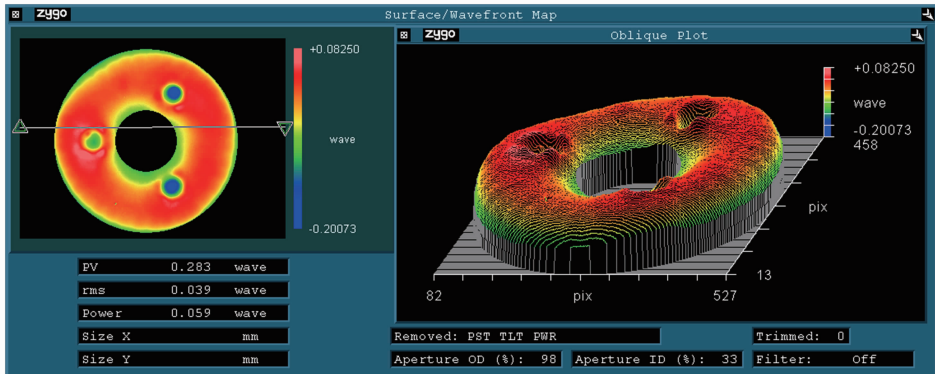 zygo Surface/Wavefront Map
+0.08250
wave
-0.20073
zygo Oblique Plot
+0.08250
wave
-0.20073
458
pix
13
82 pix 527
PV 0.283 wave
rms 0.039 wave
Power 0.059 wave
Size X mm
Size Y mm
Removed: PST TLT PWR
Trimmed: 0
Aperture OD (%): 98
Aperture ID (%): 33
Filter: Off